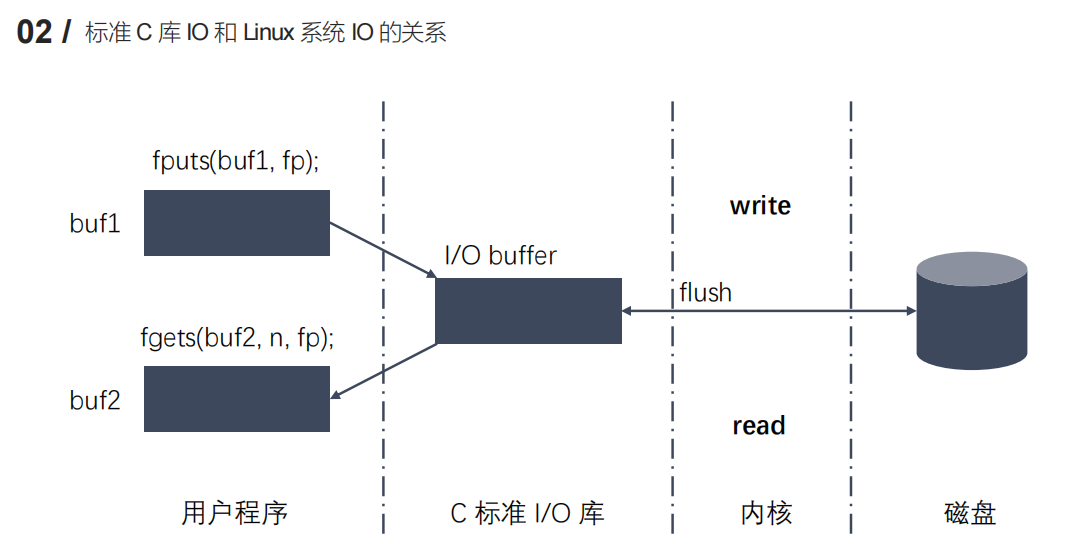 02 / 标准 C 库 IO 和 Linux 系统 IO 的关系
fputs(buf1, fp);
buf1
write
I/O buffer
flush
fgets(buf2, n, fp);
buf2
read
用户程序
C 标准 I/O 库
内核
磁盘